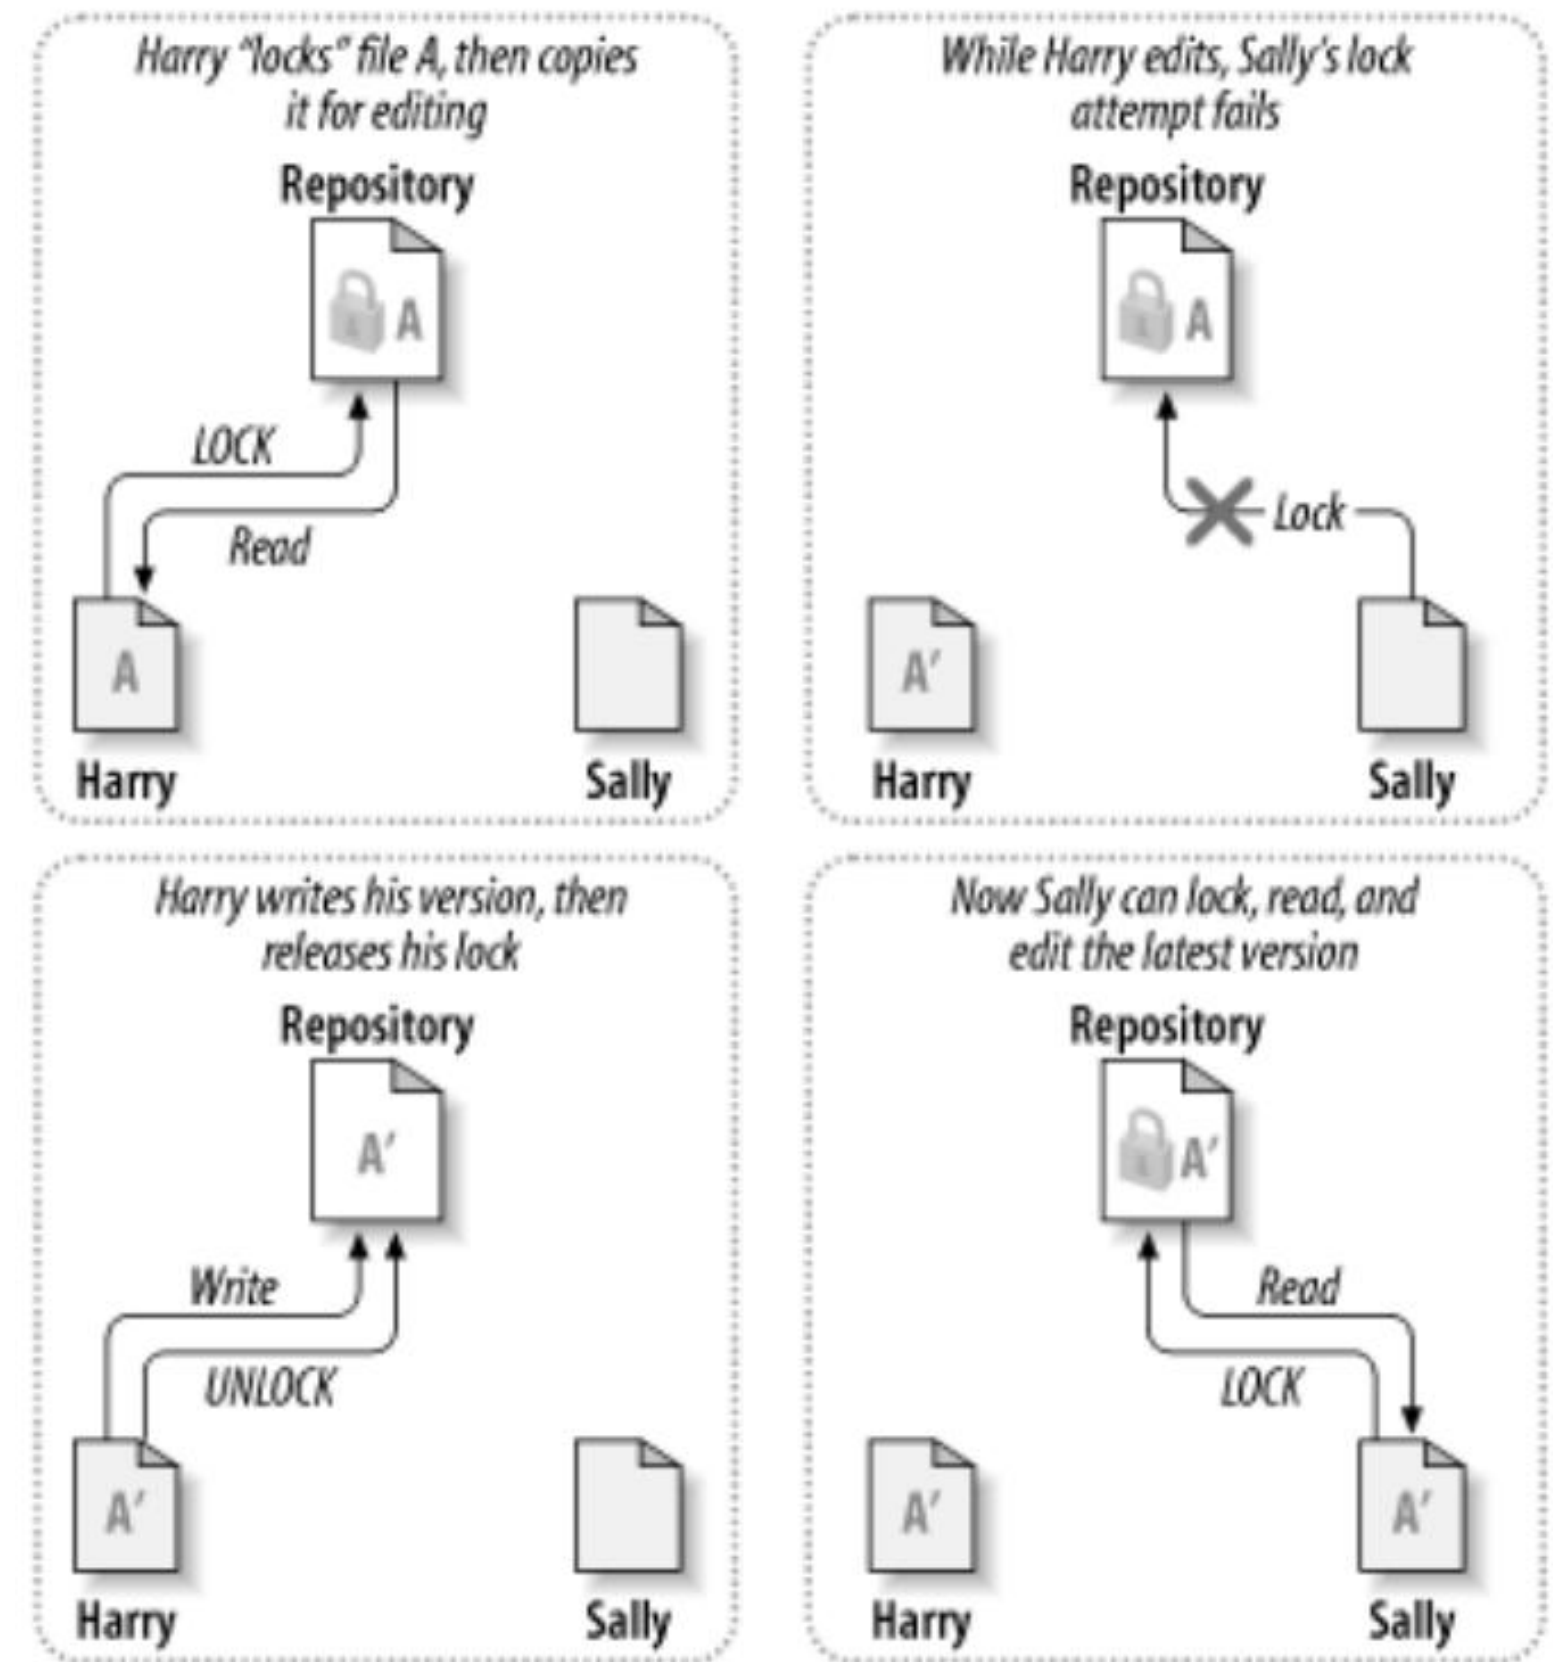 Harry “locks” file A, then copies
it for editing
Repository
A
LOCK
Read
A
Harry
Sally
While Harry edits, Sally’s lock
attempt fails
Repository
A
Lock
A′
Harry
Sally
Harry writes his version, then
releases his lock
Repository
A′
Write
UNLOCK
A′
Harry
Sally
Now Sally can lock, read, and
edit the latest version
Repository
A′
Read
LOCK
A′
A′
Harry
Sally